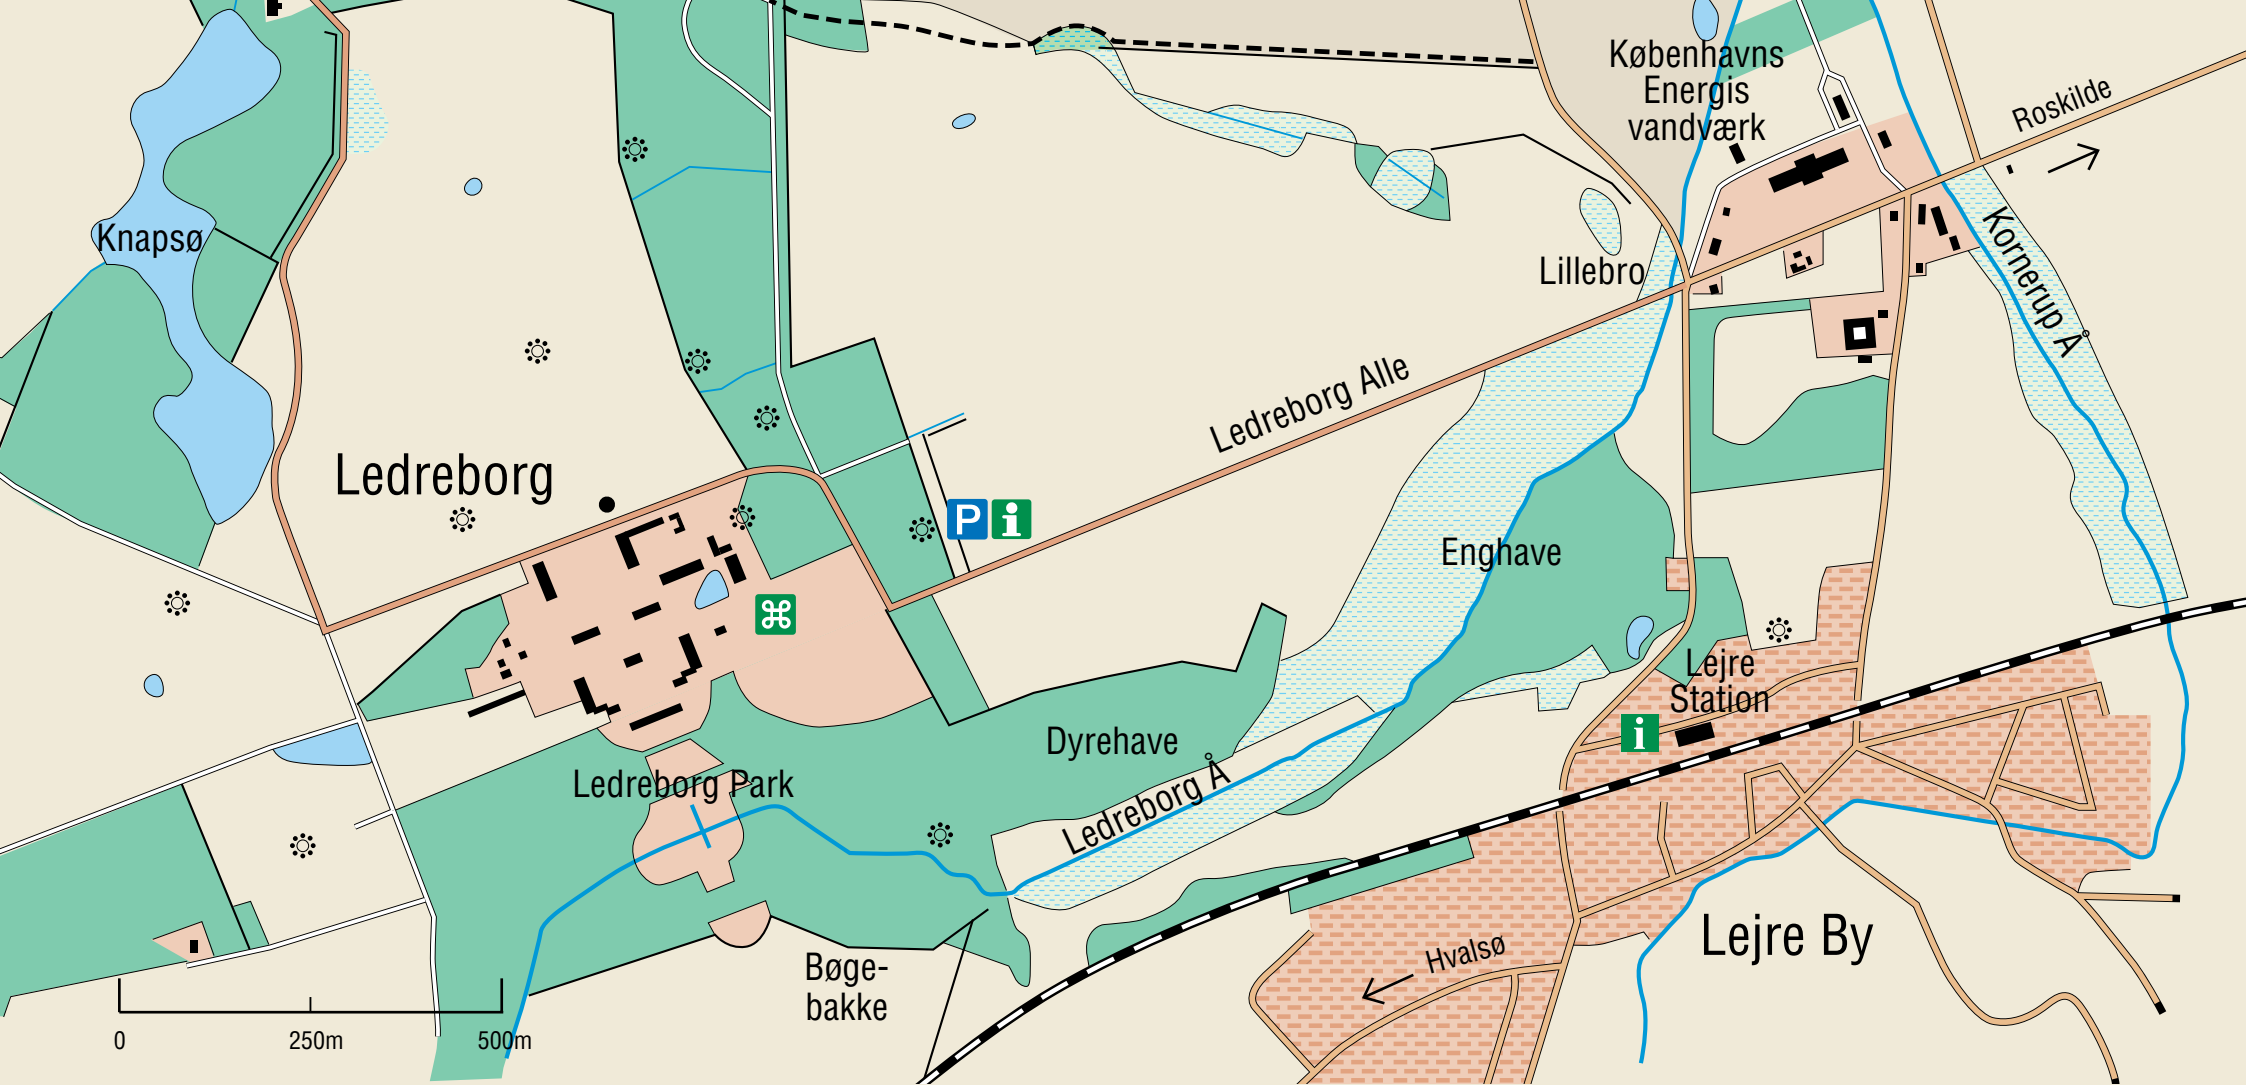 Københavns
Energis
vandværk
Roskilde
Knapsø
Kornerup Å
Lillebro
Ledreborg Alle
Ledreborg
P i
Enghave
Lejre
Station
i
Dyrehave
Ledreborg Park
Ledreborg Å
Lejre By
Hvalsø
Bøge-
bakke
0 250m 500m